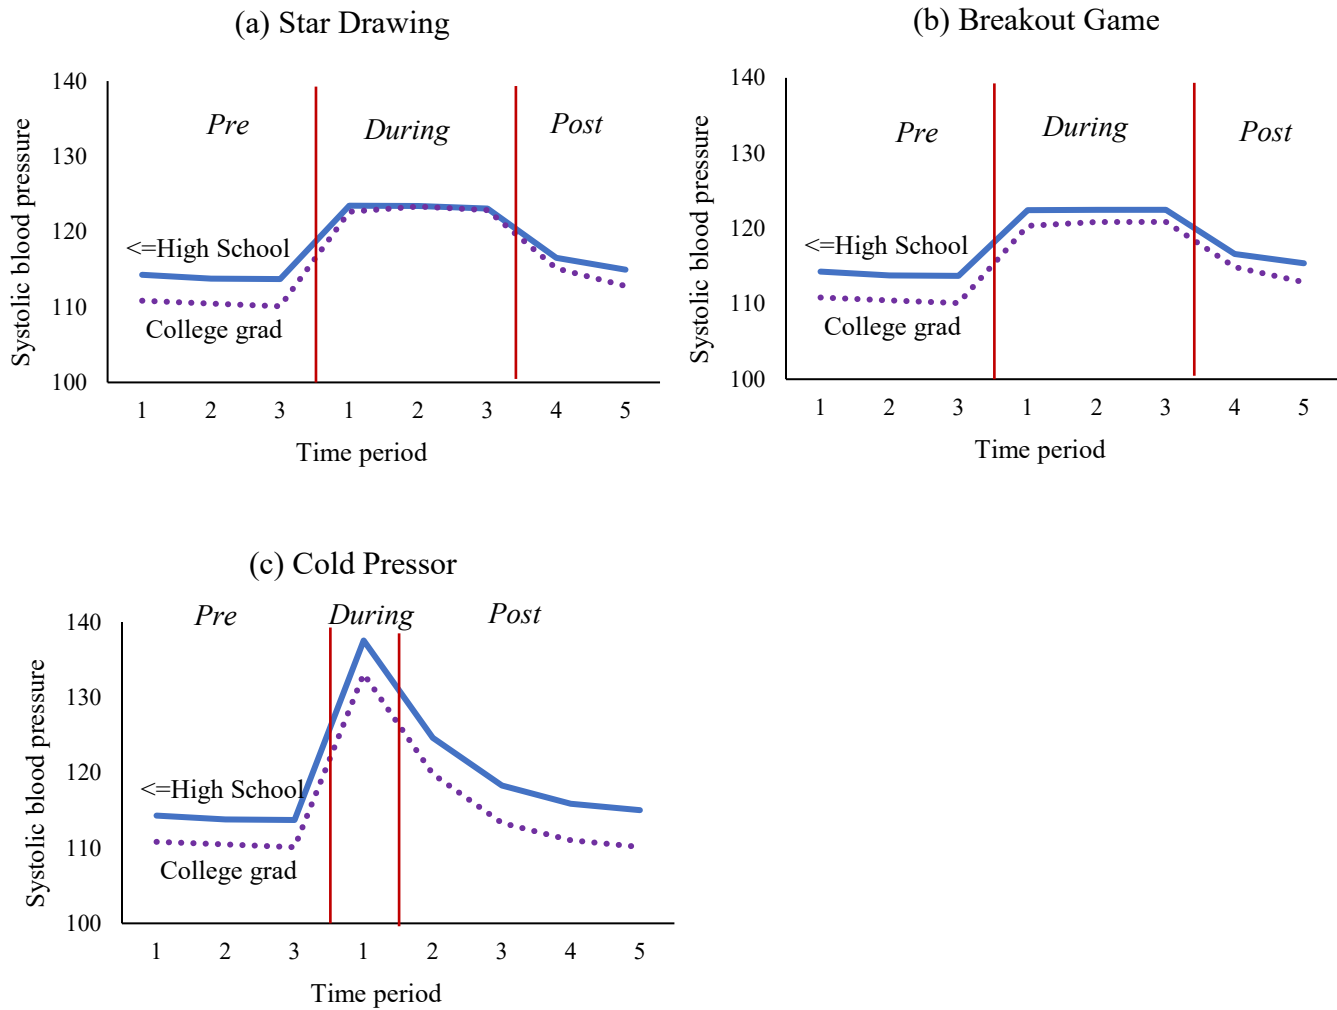 (a) Star Drawing
Systolic blood pressure
140
130
120
110
100
Pre
During
Post
<=High School
College grad
1 2 3 1 2 3 4 5
Time period
(b) Breakout Game
Systolic blood pressure
140
130
120
110
100
Pre
During
Post
<=High School
College grad
1 2 3 1 2 3 4 5
Time period
(c) Cold Pressor
Systolic blood pressure
140
130
120
110
100
Pre
During
Post
<=High School
College grad
1 2 3 1 2 3 4 5
Time period